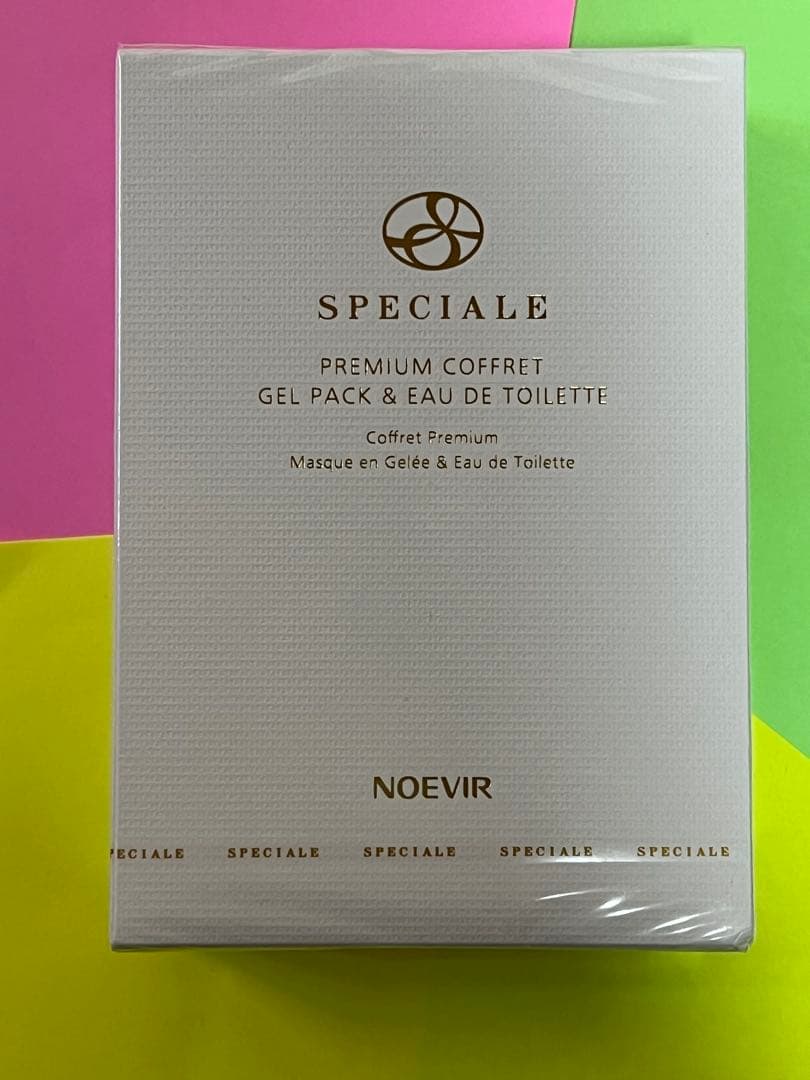 SPECIALE
PREMIUM COFFRET
GEL PACK & EAU DE TOILETTE
Coffret Premium
Masque en Gelée & Eau de Toilette
NOEVIR
PECIALE SPECIALE SPECIALE SPECIALE SPECIALE